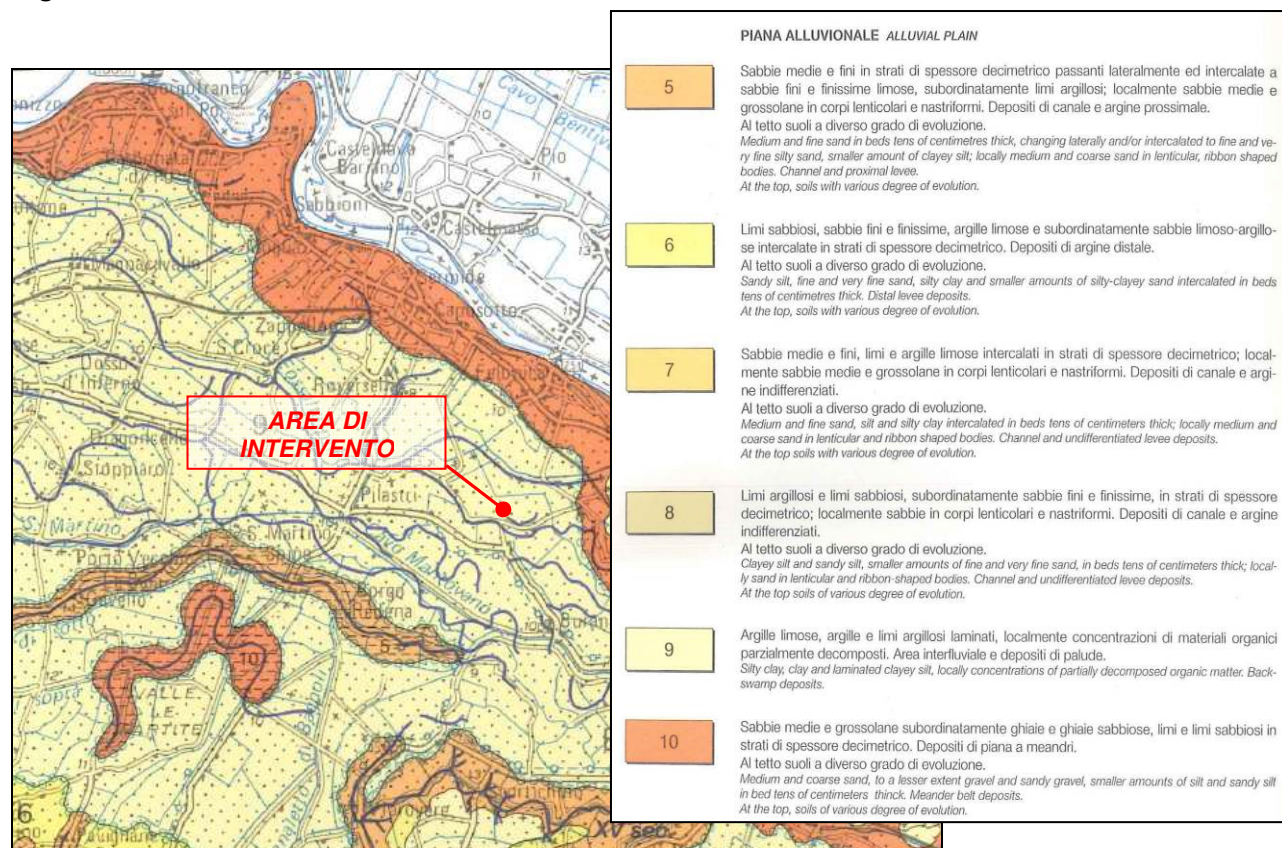 PIANA ALLUVIONALE ALLUVIAL PLAIN
5
Sabbie medie e fini in strati di spessore decimetrico passanti lateralmente ed intercalate a
sabbie fini e finissime limose, subordinatamente limi argillosi; localmente sabbie medie e
grossolane in corpi lenticolari e nastriformi. Depositi di canale e argine prossimale.
Al tetto suoli a diverso grado di evoluzione.
Medium and fine sand in beds tens of centimetres thick, changing laterally and/or intercalated to fine and ve-
ry fine silty sand, smaller amount of clayey silt; locally medium and coarse sand in lenticular, ribbon shaped
bodies. Channel and proximal levee.
At the top, soils with various degree of evolution.
6
Limi sabbiosi, sabbie fini e finissime, argille limose e subordinatamente sabbie limoso-argillo-
se intercalate in strati di spessore decimetrico. Depositi di argine distale.
Al tetto suoli a diverso grado di evoluzione.
Sandy silt, fine and very fine sand, silty clay and smaller amounts of silty-clayey sand intercalated in beds
tens of centimetres thick. Distal levee deposits.
At the top, soils with various degree of evolution.
7
Sabbie medie e fini, limi e argille limose intercalati in strati di spessore decimetrico; local-
mente sabbie medie e grossolane in corpi lenticolari e nastriformi. Depositi di canale e argi-
ne indifferenziati.
Al tetto suoli a diverso grado di evoluzione.
Medium and fine sand, silt and silty clay intercalated in beds tens of centimeters thick; locally medium and
coarse sand in lenticular and ribbon shaped bodies. Channel and undifferentiated levee deposits.
At the top soils with various degree of evolution.
8
Limi argillosi e limi sabbiosi, subordinatamente sabbie fini e finissime, in strati di spessore
decimetrico; localmente sabbie in corpi lenticolari e nastriformi. Depositi di canale e argine
indifferenziati.
Al tetto suoli a diverso grado di evoluzione.
Clayey silt and sandy silt, smaller amounts of fine and very fine sand, in beds tens of centimeters thick; local-
ly sand in lenticular and ribbon-shaped bodies. Channel and undifferentiated levee deposits.
At the top soils of various degree of evolution.
9
Argille limose, argille e limi argillosi laminati, localmente concentrazioni di materiali organici
parzialmente decomposti. Area interfluviale e depositi di palude.
Silty clay, clay and laminated clayey silt, locally concentrations of partially decomposed organic matter. Back-
swamp deposits.
10
Sabbie medie e grossolane subordinatamente ghiaie e ghiaie sabbiose, limi e limi sabbiosi in
strati di spessore decimetrico. Depositi di piana a meandri.
Al tetto suoli a diverso grado di evoluzione.
Medium and coarse sand, to a lesser extent gravel and sandy gravel, smaller amounts of silt and sandy silt
in bed tens of centimeters thinck. Meander belt deposits.
At the top, soils of various degree of evolution.
Cavo
Pio
Sabbioni
Castelmassa
Magnacavallo
Caposotto
S. Croce
Dosso
d' Inferno
AREA DI
INTERVENTO
Pilastri
S. Martino
S. Martino
Borgo
5
10
VALLE
LE
6
XV sec.